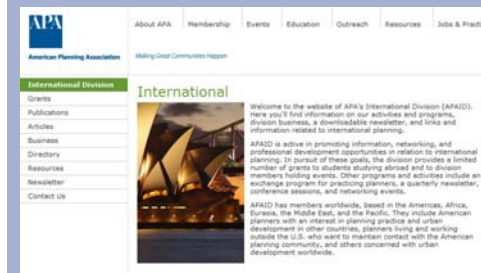 APA
American Planning Association
About APA Membership Events Education Outreach Resources Jobs & Practi
Making Great Communities Happen
International Division
Grants
Publications
Articles
Business
Directory
Resources
Newsletter
Contact Us
International
Welcome to the website of APA's International Division (APAID).
Here you'll find information on our activities and programs,
division business, a downloadable newsletter, and links and
information related to international planning.
APAID is active in promoting information, networking, and
professional development opportunities in relation to international
planning. In pursuit of these goals, the division provides a limited
number of grants to students studying abroad and to division
members holding events. Other programs and activities include an
exchange program for practicing planners, a quarterly newsletter,
conference sessions, and networking events.
APAID has members worldwide, based in the Americas, Africa,
Eurasia, the Middle East, and the Pacific. They include American
planners with an interest in planning practice and urban
development in other countries, planners living and working
outside the U.S. who want to maintain contact with the American
planning community, and others concerned with urban
development worldwide.